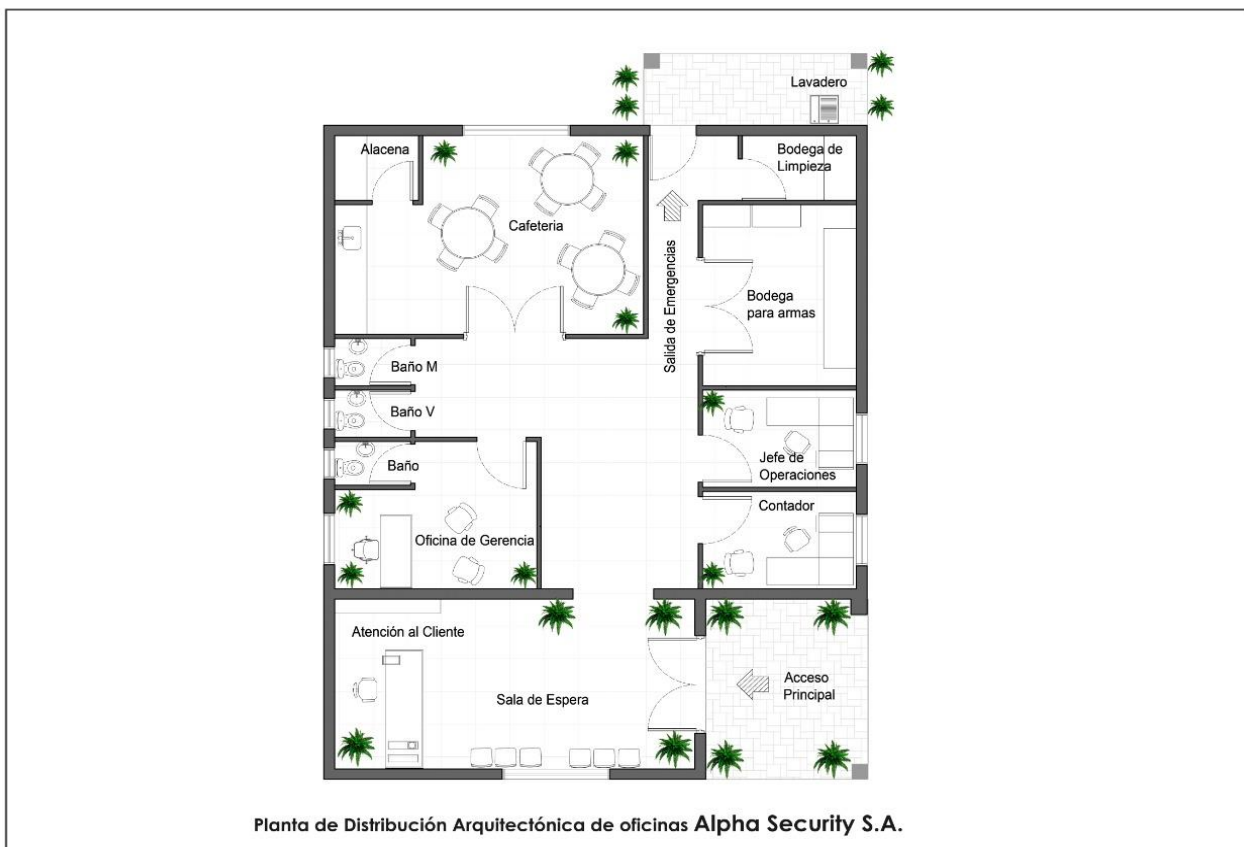 Lavadero
Alacena
Bodega de
Limpieza
Cafeteria
Salida de Emergencias
Bodega
para armas
Baño M
Baño V
Baño
Jefe de
Operaciones
Contador
Oficina de Gerencia
Atención al Cliente
Sala de Espera
Acceso
Principal
Planta de Distribución Arquitectónica de oficinas Alpha Security S.A.